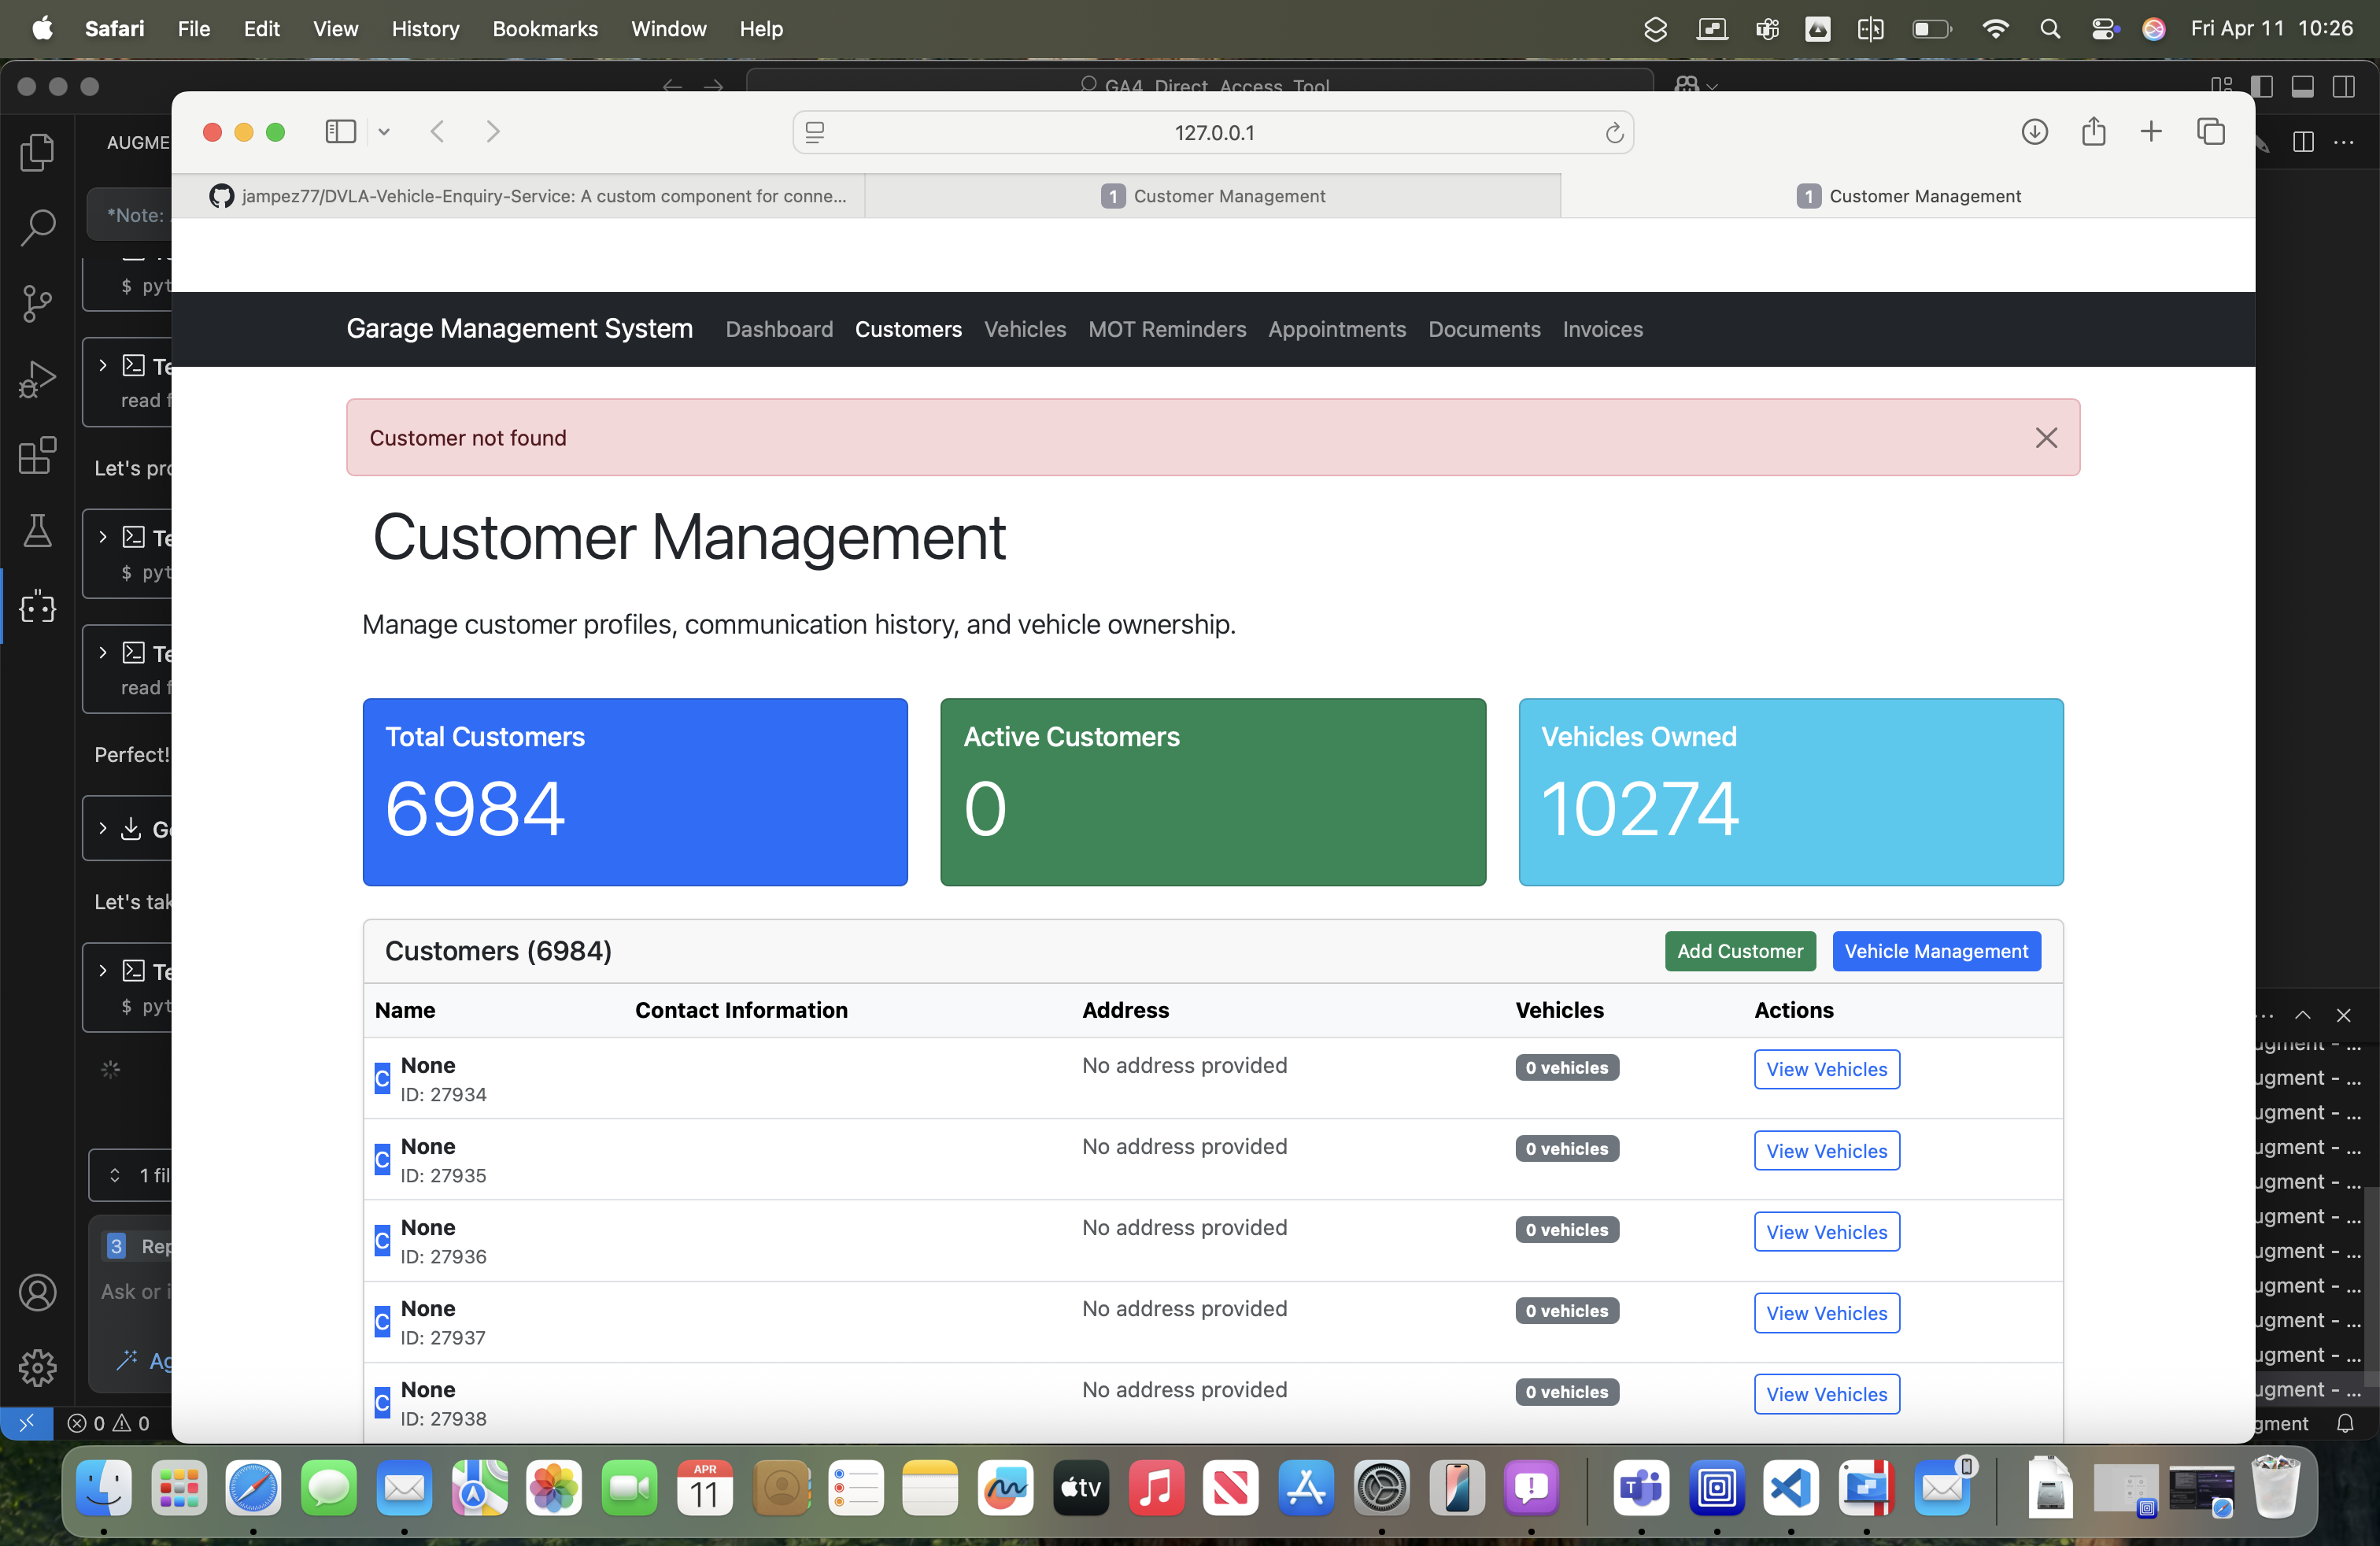 Safari File Edit View History Bookmarks Window Help Fri Apr 11 10:26
GA4_Direct_Access_Tool
127.0.0.1
jampez77/DVLA-Vehicle-Enquiry-Service: A custom component for conne...
1 Customer Management
1 Customer Management
AUGME
*Note:
$ pyt
Te
read f
Let's pro
Te
$ pyt
Te
read f
Perfect!
Ge
Let's tak
Te
$ pyt
1 fil
3 Rep
Ask or i
Ag
0 0
Garage Management System Dashboard Customers Vehicles MOT Reminders Appointments Documents Invoices
Customer not found
Customer Management
Manage customer profiles, communication history, and vehicle ownership.
Total Customers
6984
Active Customers
0
Vehicles Owned
10274
Customers (6984) Add Customer Vehicle Management
Name Contact Information Address Vehicles Actions
C None No address provided 0 vehicles View Vehicles
ID: 27934
C None No address provided 0 vehicles View Vehicles
ID: 27935
C None No address provided 0 vehicles View Vehicles
ID: 27936
C None No address provided 0 vehicles View Vehicles
ID: 27937
C None No address provided 0 vehicles View Vehicles
ID: 27938
ugment - ...
ugment - ...
ugment - ...
ugment - ...
ugment - ...
ugment - ...
ugment - ...
ugment - ...
ugment - ...
ugment - ...
ugment - ...
gment
APR
11
tv